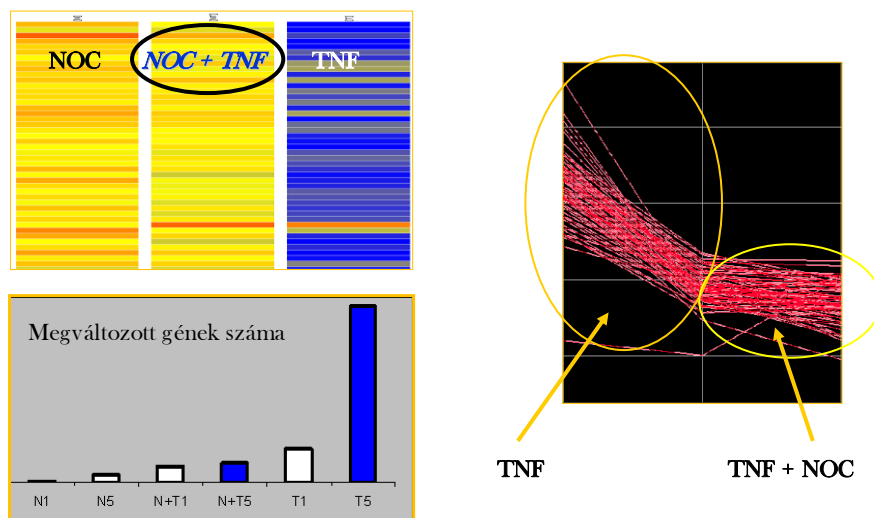 NOC
NOC + TNF
TNF
Megváltozott gének száma
N1 N5 N+T1 N+T5 T1 T5
TNF
TNF + NOC